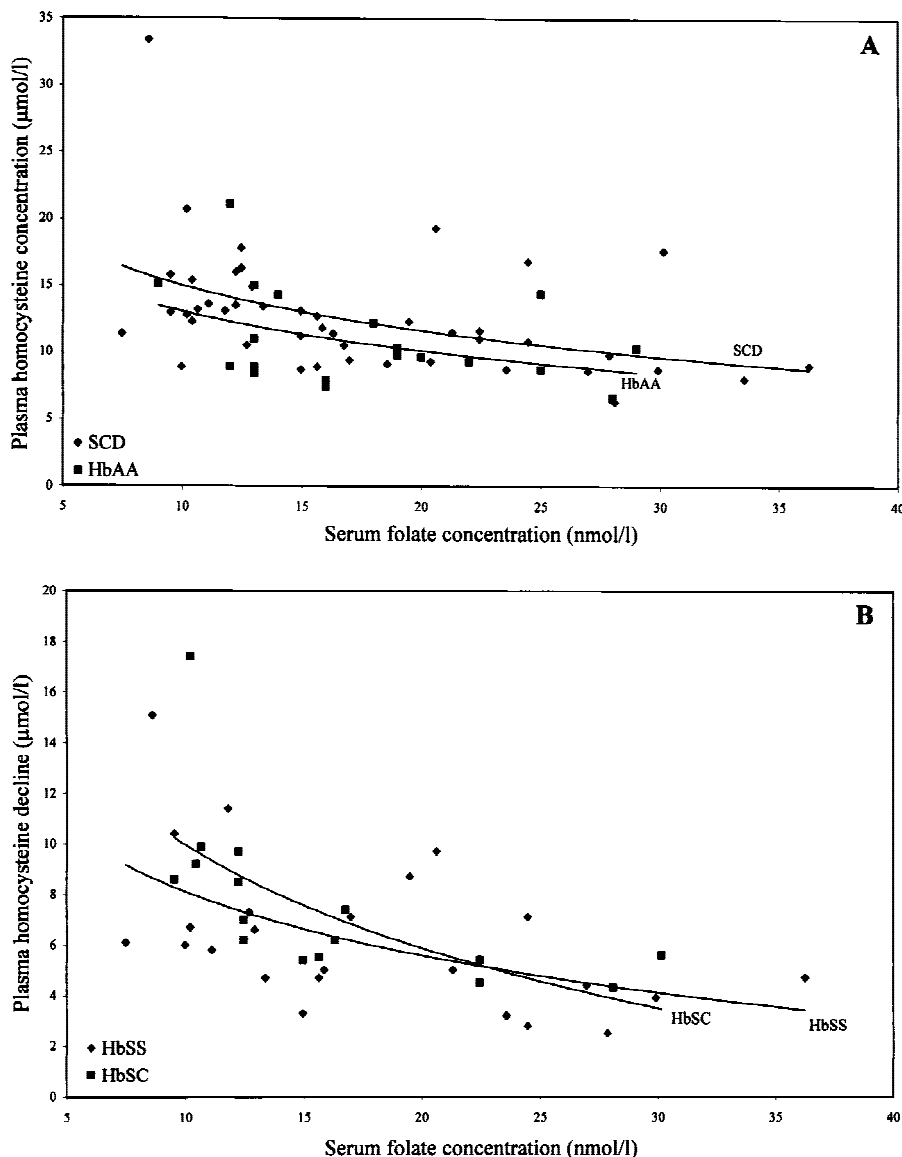 A
Plasma homocysteine concentration (μmol/l)
35
30
25
20
15
10
5
0
SCD
HbAA
SCD
HbAA
5
10
15
20
25
30
35
40
Serum folate concentration (nmol/l)
B
Plasma homocysteine decline (μmol/l)
20
18
16
14
12
10
8
6
4
2
0
HbSC
HbSS
HbSS
HbSC
5
10
15
20
25
30
35
40
Serum folate concentration (nmol/l)